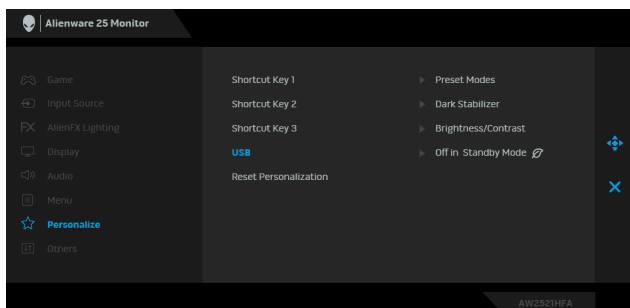 Alienware 25 Monitor
Game
Input Source
AlienFX Lighting
Display
Audio
Menu
Personalize
Others
Shortcut Key 1 Preset Modes
Shortcut Key 2 Dark Stabilizer
Shortcut Key 3 Brightness/Contrast
USB Off in Standby Mode
Reset Personalization
AW2521HFA